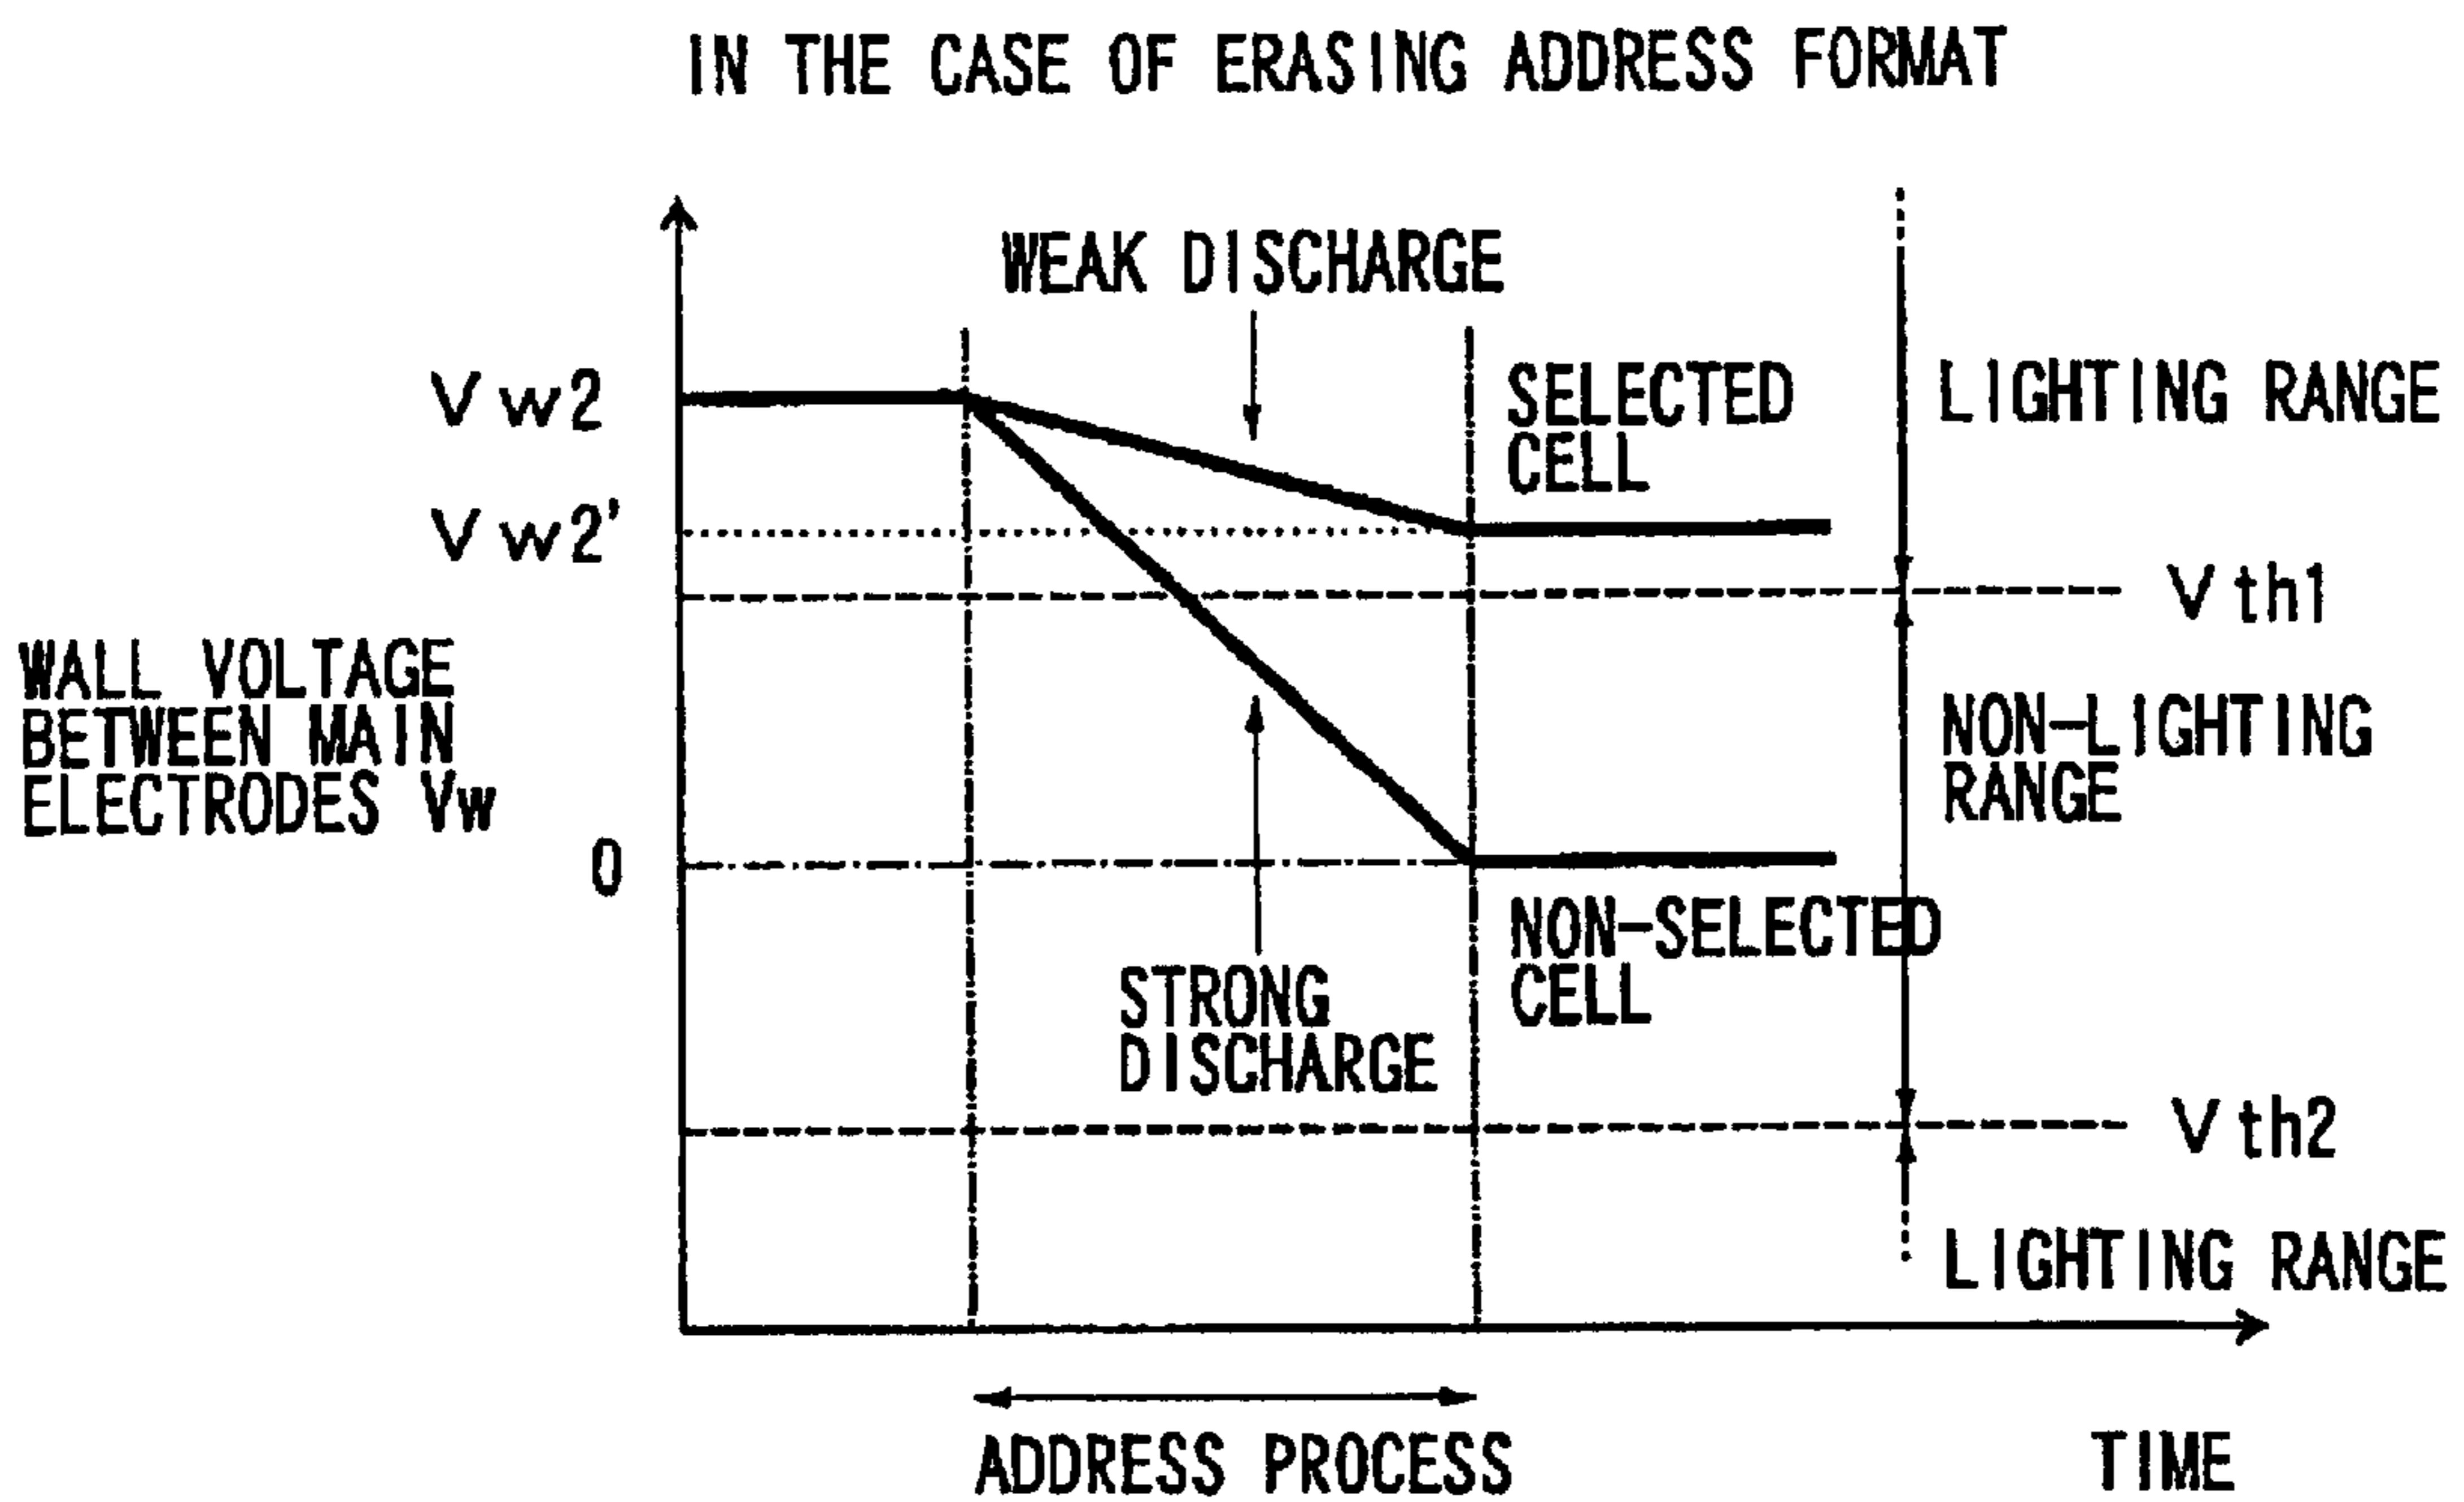 IN THE CASE OF ERASING ADDRESS FORMAT
WEAK DISCHARGE
Vw2
SELECTED
CELL
LIGHTING RANGE
Vw2'
Vth1
WALL VOLTAGE
BETWEEN MAIN
ELECTRODES Vw
NON-LIGHTING
RANGE
0
NON-SELECTED
CELL
STRONG
DISCHARGE
Vth2
LIGHTING RANGE
ADDRESS PROCESS
TIME